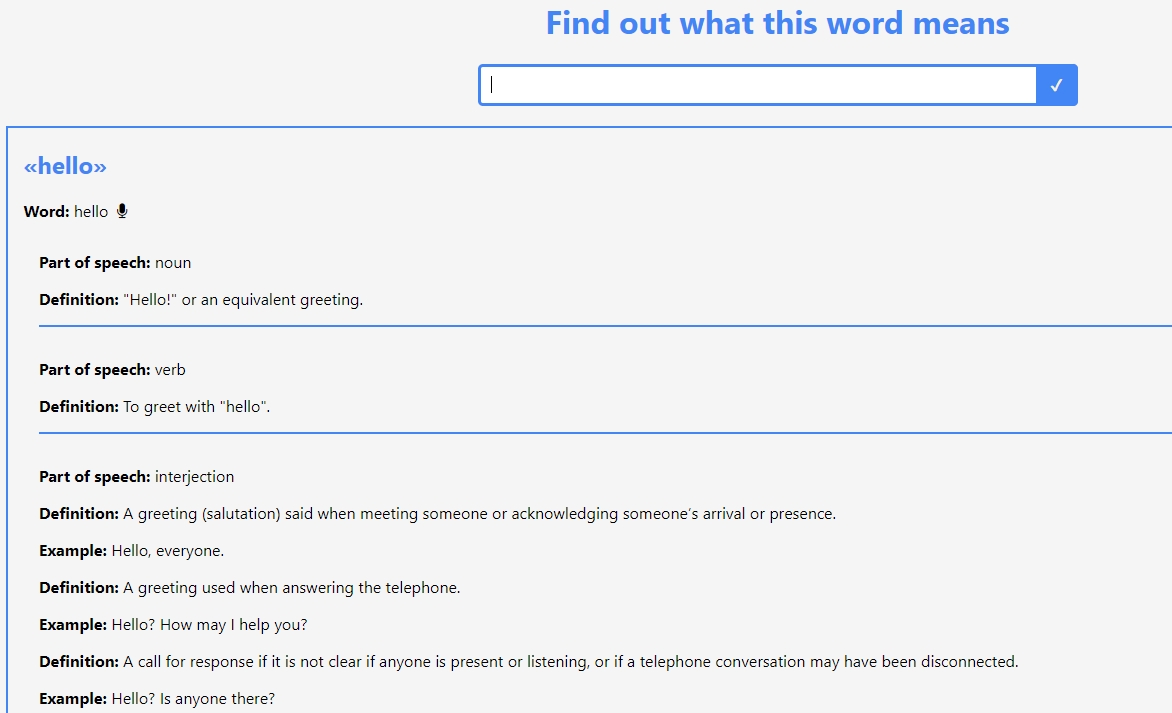 Find out what this word means
✓
«hello»
Word: hello
Part of speech: noun
Definition: "Hello!" or an equivalent greeting.
Part of speech: verb
Definition: To greet with "hello".
Part of speech: interjection
Definition: A greeting (salutation) said when meeting someone or acknowledging someone's arrival or presence.
Example: Hello, everyone.
Definition: A greeting used when answering the telephone.
Example: Hello? How may I help you?
Definition: A call for response if it is not clear if anyone is present or listening, or if a telephone conversation may have been disconnected.
Example: Hello? Is anyone there?